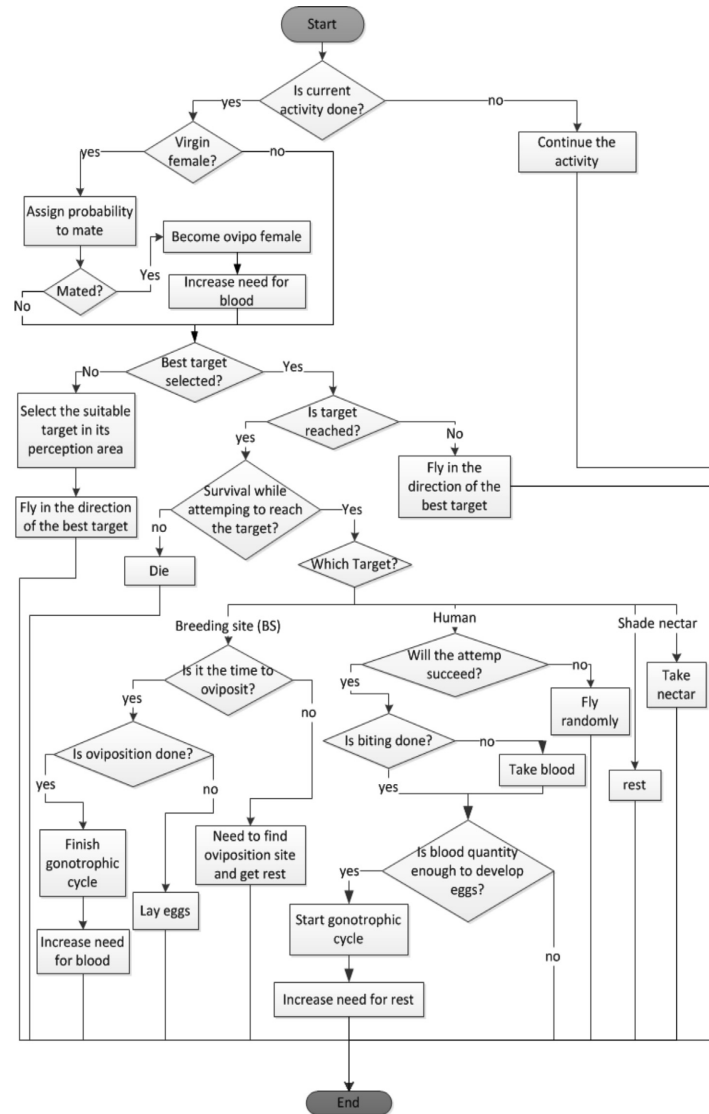 Start
Is current
activity done?
yes
no
Virgin
female?
Continue the
activity
yes
no
Assign probability
to mate
Become ovipo female
Yes
Mated?
Increase need for
blood
No
Best target
selected?
No
Yes
Select the suitable
target in its
perception area
Is target
reached?
yes
No
Fly in the
direction of the
best target
Survival while
attemping to reach
the target?
Yes
Fly in the direction
of the best target
no
Die
Which Target?
Breeding site (BS)
Human
Shade nectar
Is it the time to
oviposit?
Will the attemp
succeed?
no
Take
nectar
yes
no
yes
Fly
randomly
Is oviposition done?
Is biting done?
no
Take blood
rest
yes
no
yes
Finish
gonotrophic
cycle
Need to find
oviposition site
and get rest
Is blood quantity
enough to develop
eggs?
yes
Lay eggs
Start gonotrophic
cycle
Increase need
for blood
no
Increase need for rest
End